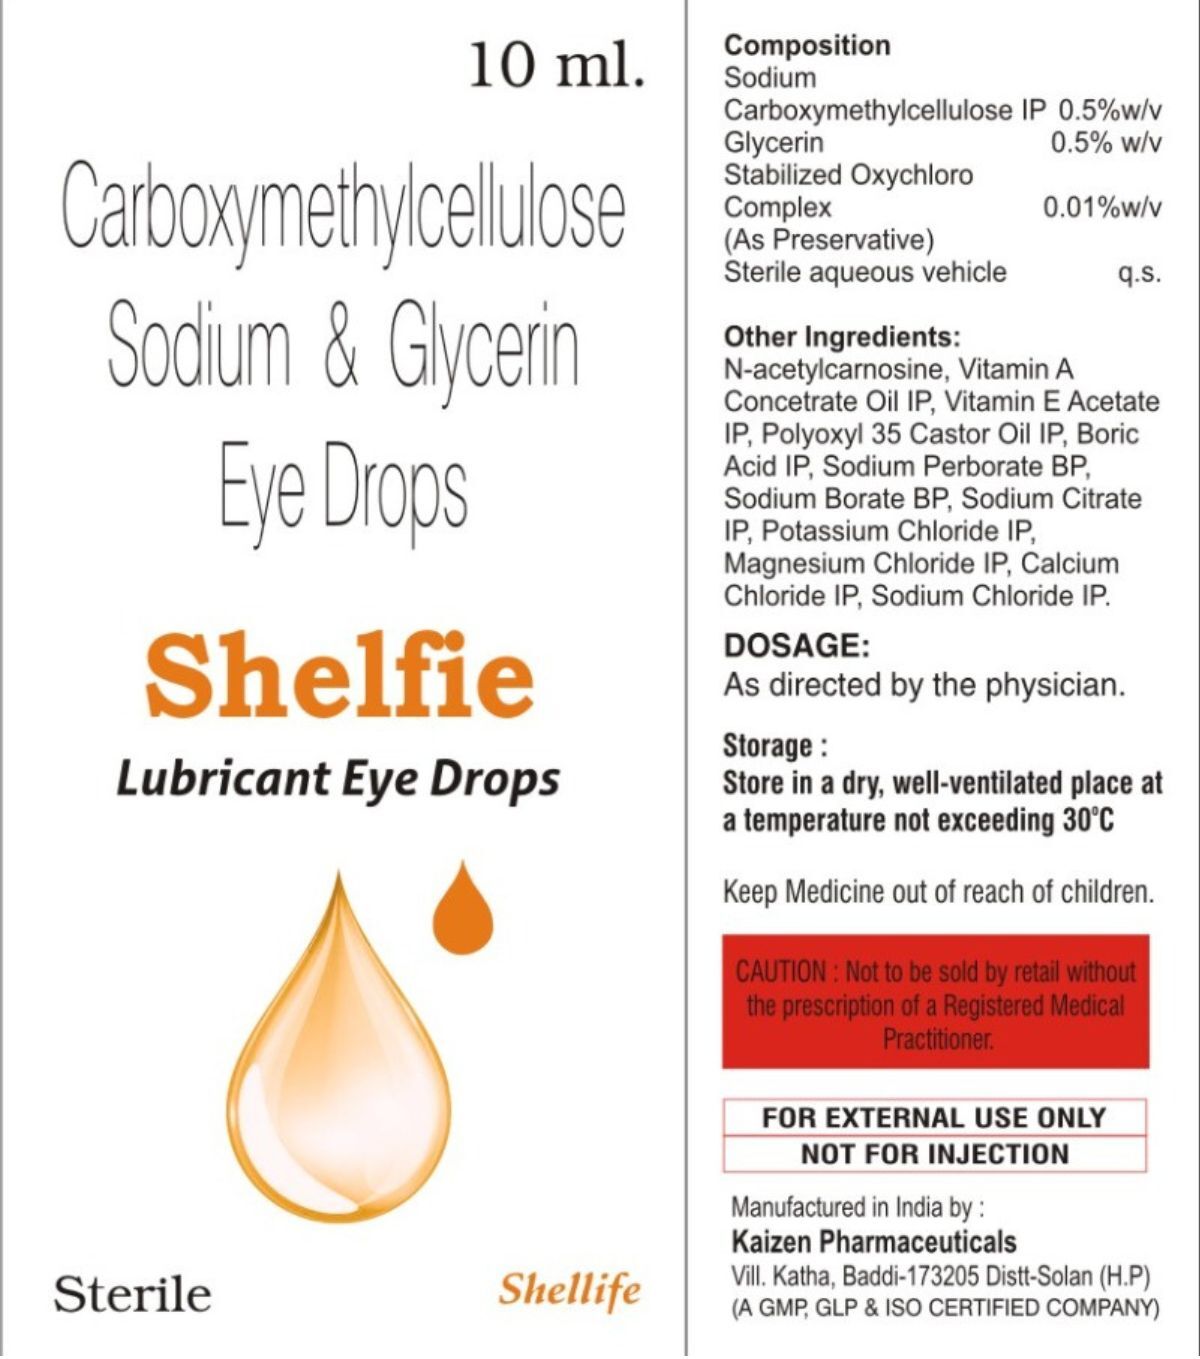 10 ml.
Carboxymethylcellulose
Sodium & Glycerin
Eye Drops
Shelfie
Lubricant Eye Drops
Sterile
Shellife
Composition
Sodium
Carboxymethylcellulose IP 0.5%w/v
Glycerin 0.5% w/v
Stabilized Oxychloro
Complex 0.01%w/v
(As Preservative)
Sterile aqueous vehicle q.s.
Other Ingredients:
N-acetylcarnosine, Vitamin A
Concetrate Oil IP, Vitamin E Acetate
IP, Polyoxyl 35 Castor Oil IP, Boric
Acid IP, Sodium Perborate BP,
Sodium Borate BP, Sodium Citrate
IP, Potassium Chloride IP,
Magnesium Chloride IP, Calcium
Chloride IP, Sodium Chloride IP.
DOSAGE:
As directed by the physician.
Storage :
Store in a dry, well-ventilated place at
a temperature not exceeding 30°C
Keep Medicine out of reach of children.
CAUTION : Not to be sold by retail without
the prescription of a Registered Medical
Practitioner.
FOR EXTERNAL USE ONLY
NOT FOR INJECTION
Manufactured in India by :
Kaizen Pharmaceuticals
Vill. Katha, Baddi-173205 Distt-Solan (H.P)
(A GMP, GLP & ISO CERTIFIED COMPANY)